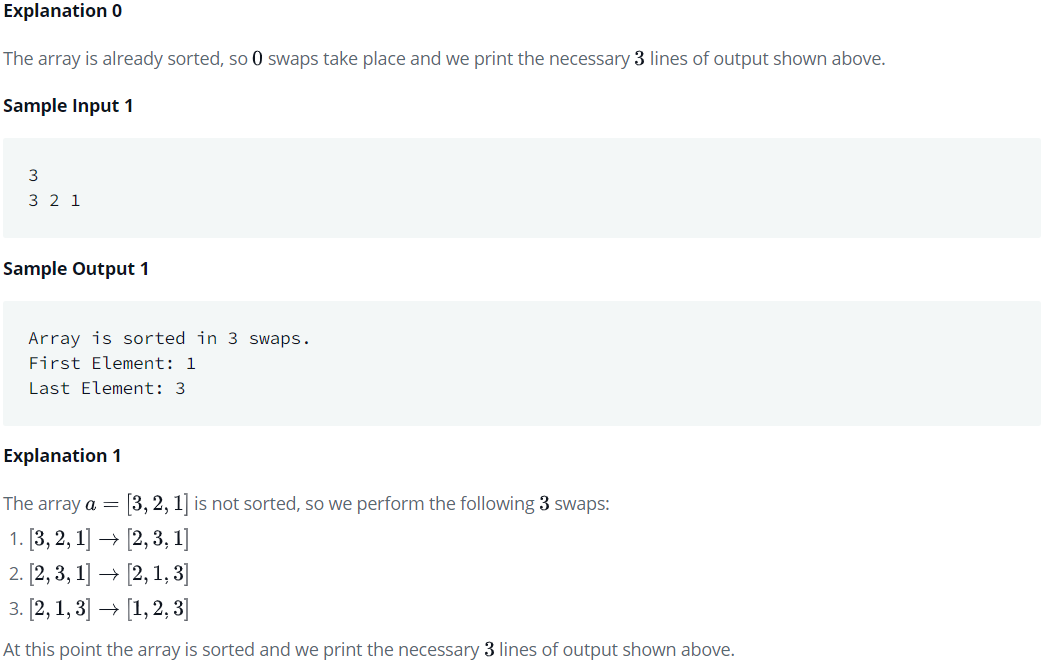 Explanation 0
The array is already sorted, so 0 swaps take place and we print the necessary 3 lines of output shown above.
Sample Input 1
3
3 2 1
Sample Output 1
Array is sorted in 3 swaps.
First Element: 1
Last Element: 3
Explanation 1
The array a = [3, 2, 1] is not sorted, so we perform the following 3 swaps:
1. [3, 2, 1] → [2, 3, 1]
2. [2, 3, 1] → [2, 1, 3]
3. [2, 1, 3] → [1, 2, 3]
At this point the array is sorted and we print the necessary 3 lines of output shown above.